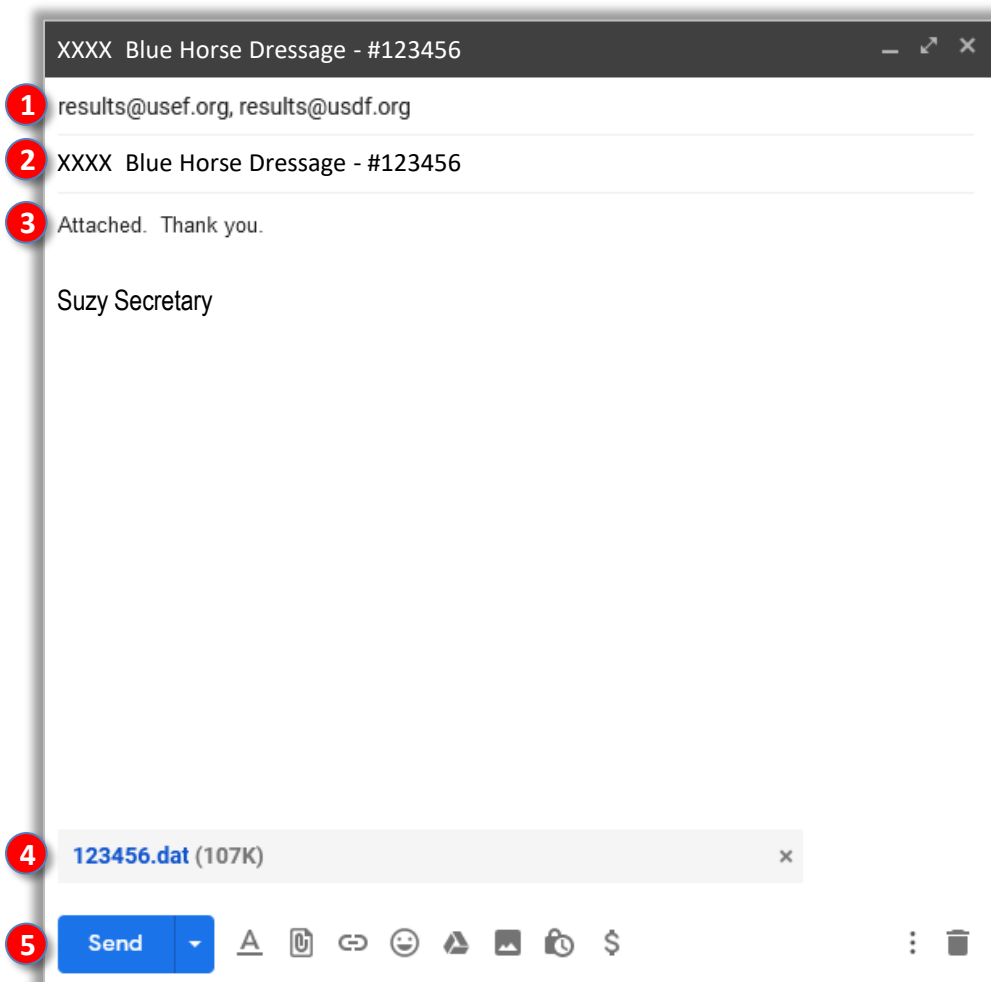 XXXX  Blue Horse Dressage - #123456
1 results@usef.org, results@usdf.org
2 XXXX  Blue Horse Dressage - #123456
3 Attached.  Thank you.
Suzy Secretary
4 123456.dat (107K)
5 Send